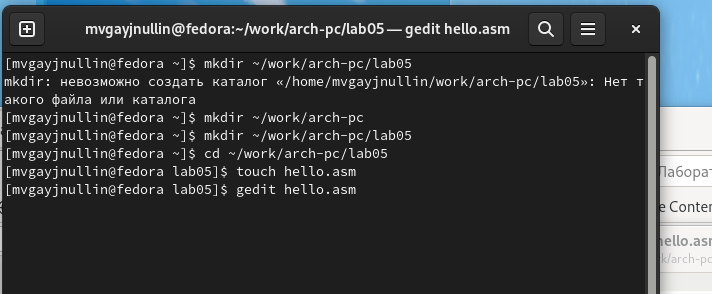 mvgayjnullin@fedora:~/work/arch-pc/lab05 — gedit hello.asm
[mvgayjnullin@fedora ~]$ mkdir ~/work/arch-pc/lab05
mkdir: невозможно создать каталог «/home/mvgayjnullin/work/arch-pc/lab05»: Нет т
акого файла или каталога
[mvgayjnullin@fedora ~]$ mkdir ~/work/arch-pc
[mvgayjnullin@fedora ~]$ mkdir ~/work/arch-pc/lab05
[mvgayjnullin@fedora ~]$ cd ~/work/arch-pc/lab05
[mvgayjnullin@fedora lab05]$ touch hello.asm
[mvgayjnullin@fedora lab05]$ gedit hello.asm
Лаборат
e Conten
hello.asm
k/arch-pc